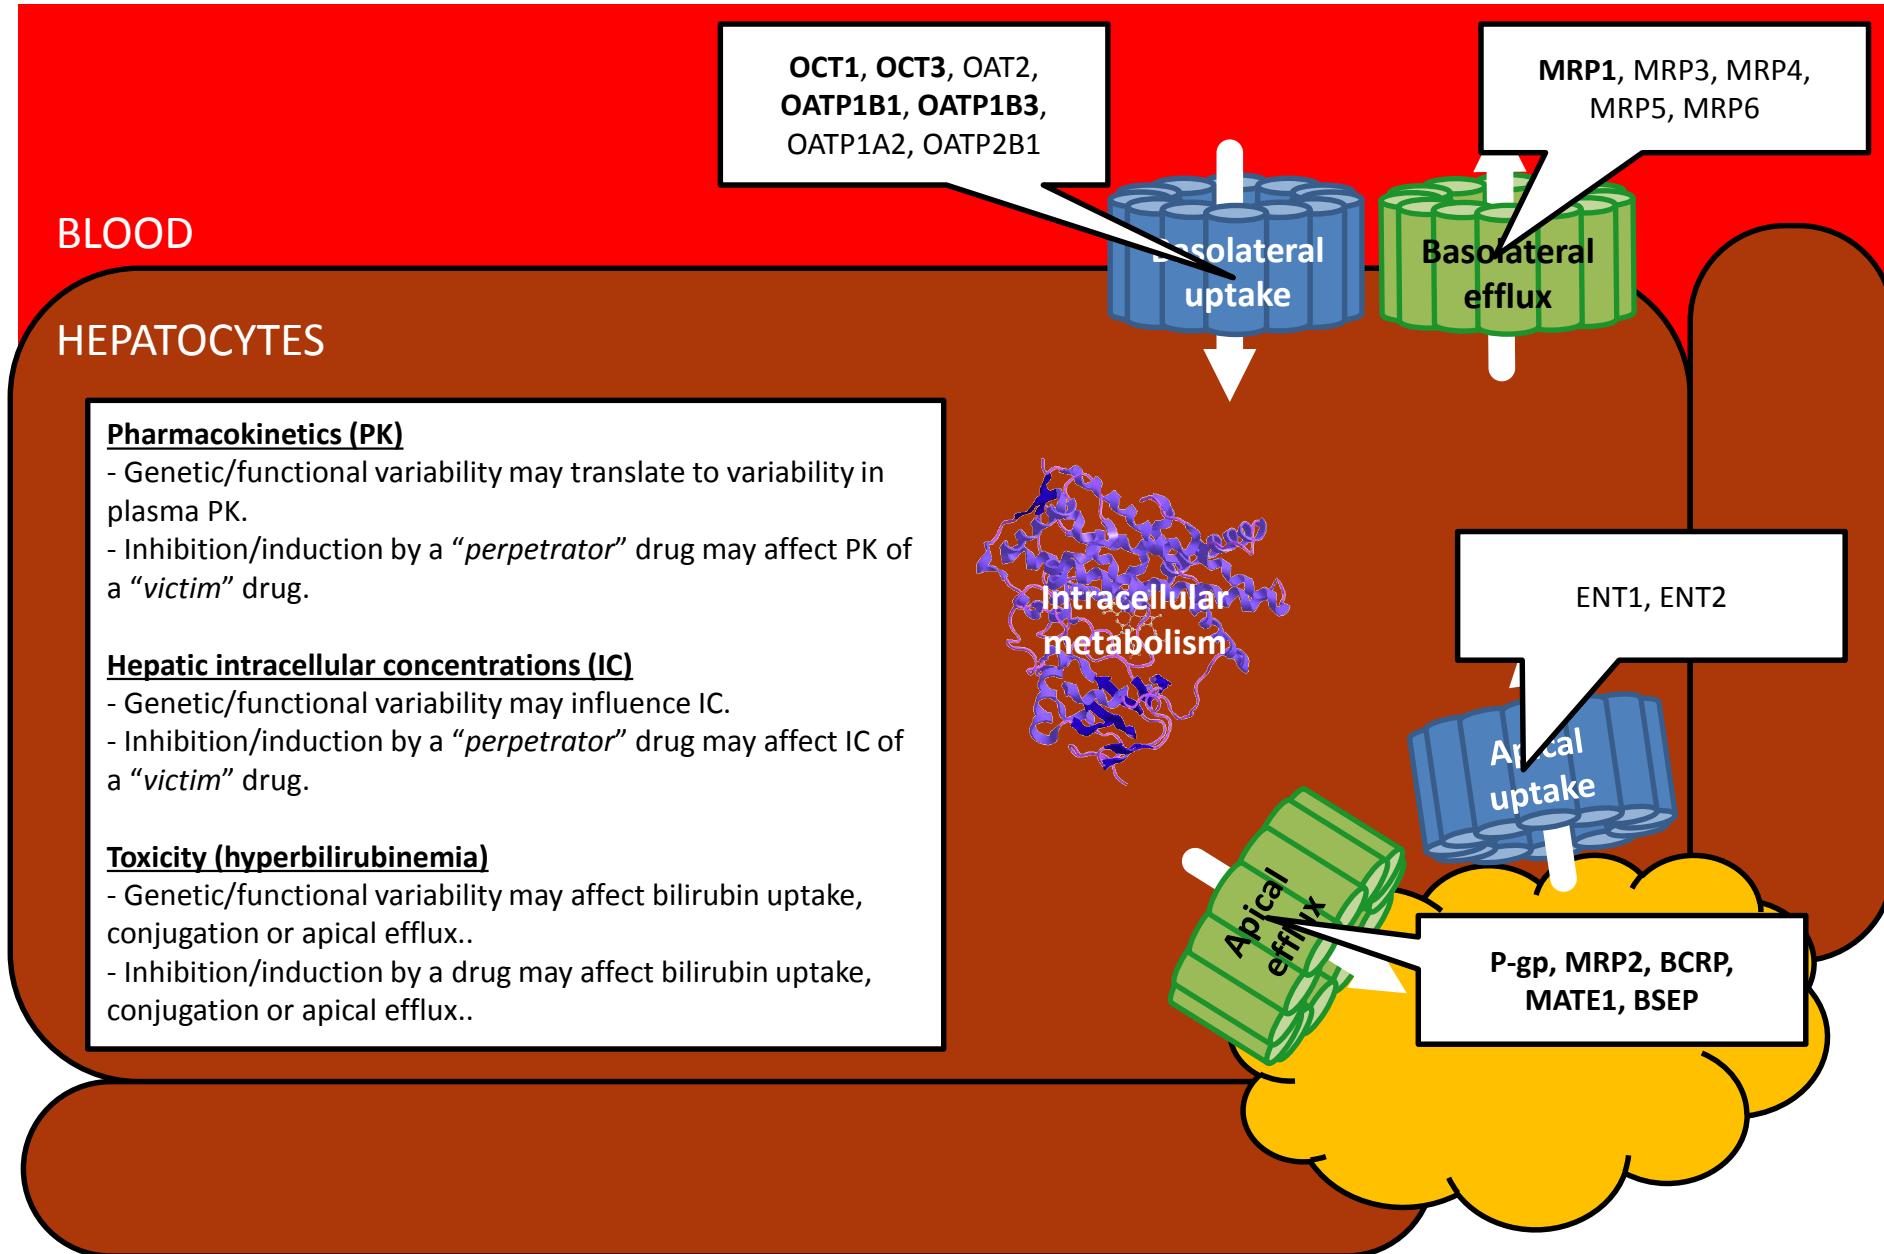 OCT1, OCT3, OAT2,
OATP1B1, OATP1B3,
OATP1A2, OATP2B1
MRP1, MRP3, MRP4,
MRP5, MRP6
BLOOD
Basolateral
uptake
Basolateral
efflux
HEPATOCYTES
Pharmacokinetics (PK)
- Genetic/functional variability may translate to variability in
plasma PK.
- Inhibition/induction by a “perpetrator” drug may affect PK of
a “victim” drug.
Hepatic intracellular concentrations (IC)
- Genetic/functional variability may influence IC.
- Inhibition/induction by a “perpetrator” drug may affect IC of
a “victim” drug.
Toxicity (hyperbilirubinemia)
- Genetic/functional variability may affect bilirubin uptake,
conjugation or apical efflux..
- Inhibition/induction by a drug may affect bilirubin uptake,
conjugation or apical efflux..
Intracellular
metabolism
ENT1, ENT2
Apical
uptake
Apical
efflux
P-gp, MRP2, BCRP,
MATE1, BSEP